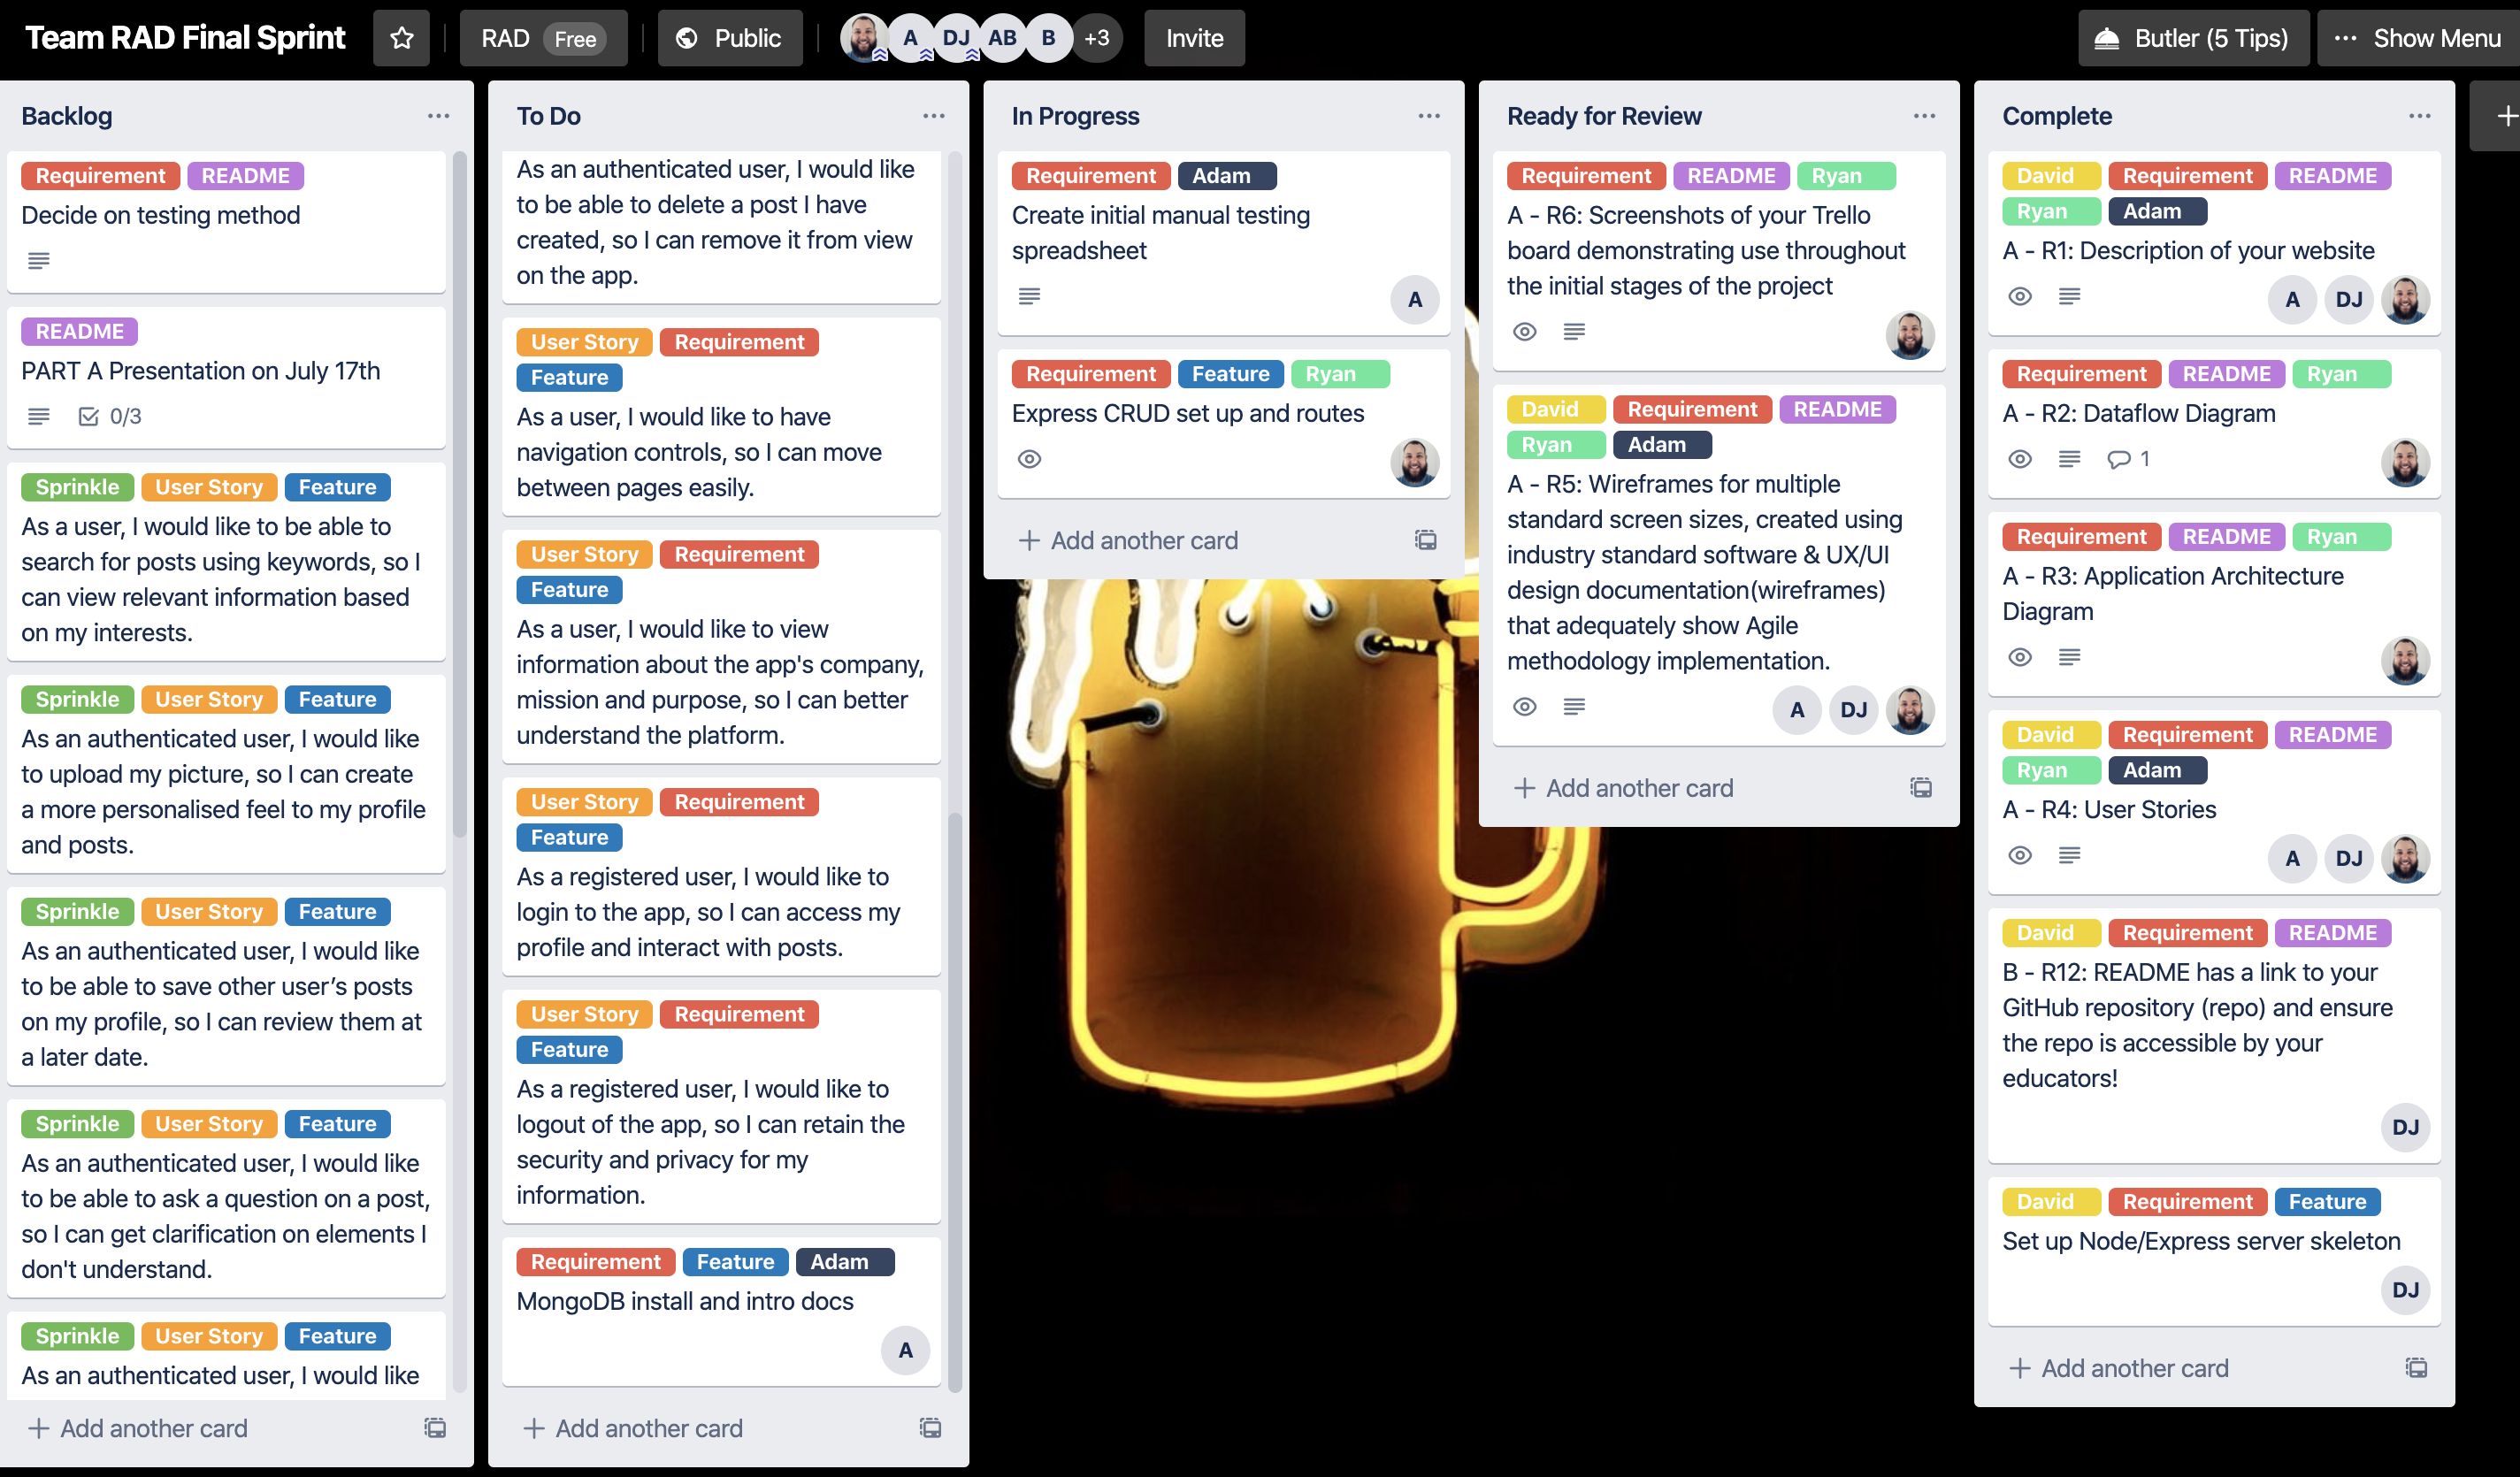 Team RAD Final Sprint
RAD Free
Public
A DJ AB B +3
Invite
Butler (5 Tips)
Show Menu
Backlog
Requirement README
Decide on testing method
README
PART A Presentation on July 17th
0/3
Sprinkle User Story Feature
As a user, I would like to be able to
search for posts using keywords, so I
can view relevant information based
on my interests.
Sprinkle User Story Feature
As an authenticated user, I would like
to upload my picture, so I can create
a more personalised feel to my profile
and posts.
Sprinkle User Story Feature
As an authenticated user, I would like
to be able to save other user’s posts
on my profile, so I can review them at
a later date.
Sprinkle User Story Feature
As an authenticated user, I would like
to be able to ask a question on a post,
so I can get clarification on elements I
don't understand.
Sprinkle User Story Feature
As an authenticated user, I would like
Add another card
To Do
As an authenticated user, I would like
to be able to delete a post I have
created, so I can remove it from view
on the app.
User Story Requirement
Feature
As a user, I would like to have
navigation controls, so I can move
between pages easily.
User Story Requirement
Feature
As a user, I would like to view
information about the app's company,
mission and purpose, so I can better
understand the platform.
User Story Requirement
Feature
As a registered user, I would like to
login to the app, so I can access my
profile and interact with posts.
User Story Requirement
Feature
As a registered user, I would like to
logout of the app, so I can retain the
security and privacy for my
information.
Requirement Feature Adam
MongoDB install and intro docs
A
Add another card
In Progress
Requirement Adam
Create initial manual testing
spreadsheet
A
Requirement Feature Ryan
Express CRUD set up and routes
Add another card
Ready for Review
Requirement README Ryan
A - R6: Screenshots of your Trello
board demonstrating use throughout
the initial stages of the project
David Requirement README
Ryan Adam
A - R5: Wireframes for multiple
standard screen sizes, created using
industry standard software & UX/UI
design documentation(wireframes)
that adequately show Agile
methodology implementation.
A DJ
Add another card
Complete
David Requirement README
Ryan Adam
A - R1: Description of your website
A DJ
Requirement README Ryan
A - R2: Dataflow Diagram
1
Requirement README Ryan
A - R3: Application Architecture
Diagram
David Requirement README
Ryan Adam
A - R4: User Stories
A DJ
David Requirement README
B - R12: README has a link to your
GitHub repository (repo) and ensure
the repo is accessible by your
educators!
DJ
David Requirement Feature
Set up Node/Express server skeleton
DJ
Add another card